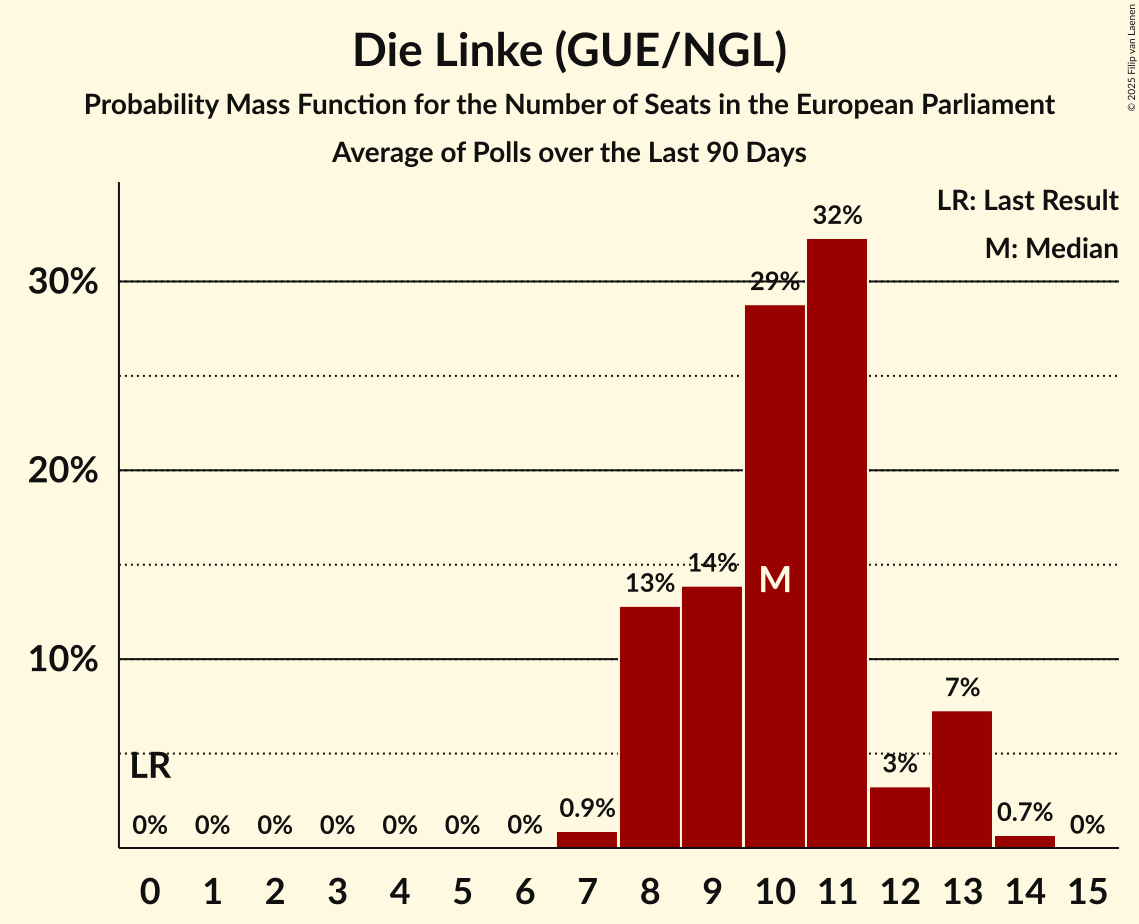 Die Linke (GUE/NGL)
Probability Mass Function for the Number of Seats in the European Parliament
Average of Polls over the Last 90 Days
© 2025 Filip van Laenen
LR: Last Result
M: Median
30%
20%
10%
LR
0%
0%
0%
0%
0%
0%
0%
0.9%
13%
14%
29%
M
32%
3%
7%
0.7%
0%
0 1 2 3 4 5 6 7 8 9 10 11 12 13 14 15